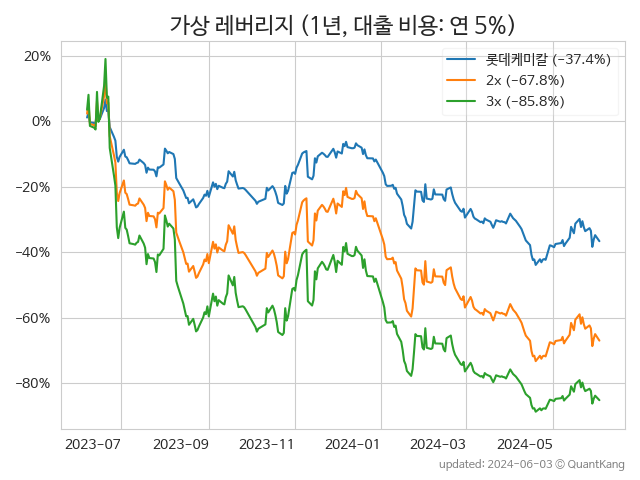 가상 레버리지 (1년, 대출 비용: 연 5%)
롯데케미칼 (−37.4%)
2x (−67.8%)
3x (−85.8%)
20%
0%
−20%
−40%
−60%
−80%
2023-07 2023-09 2023-11 2024-01 2024-03 2024-05
updated: 2024-06-03 © QuantKang